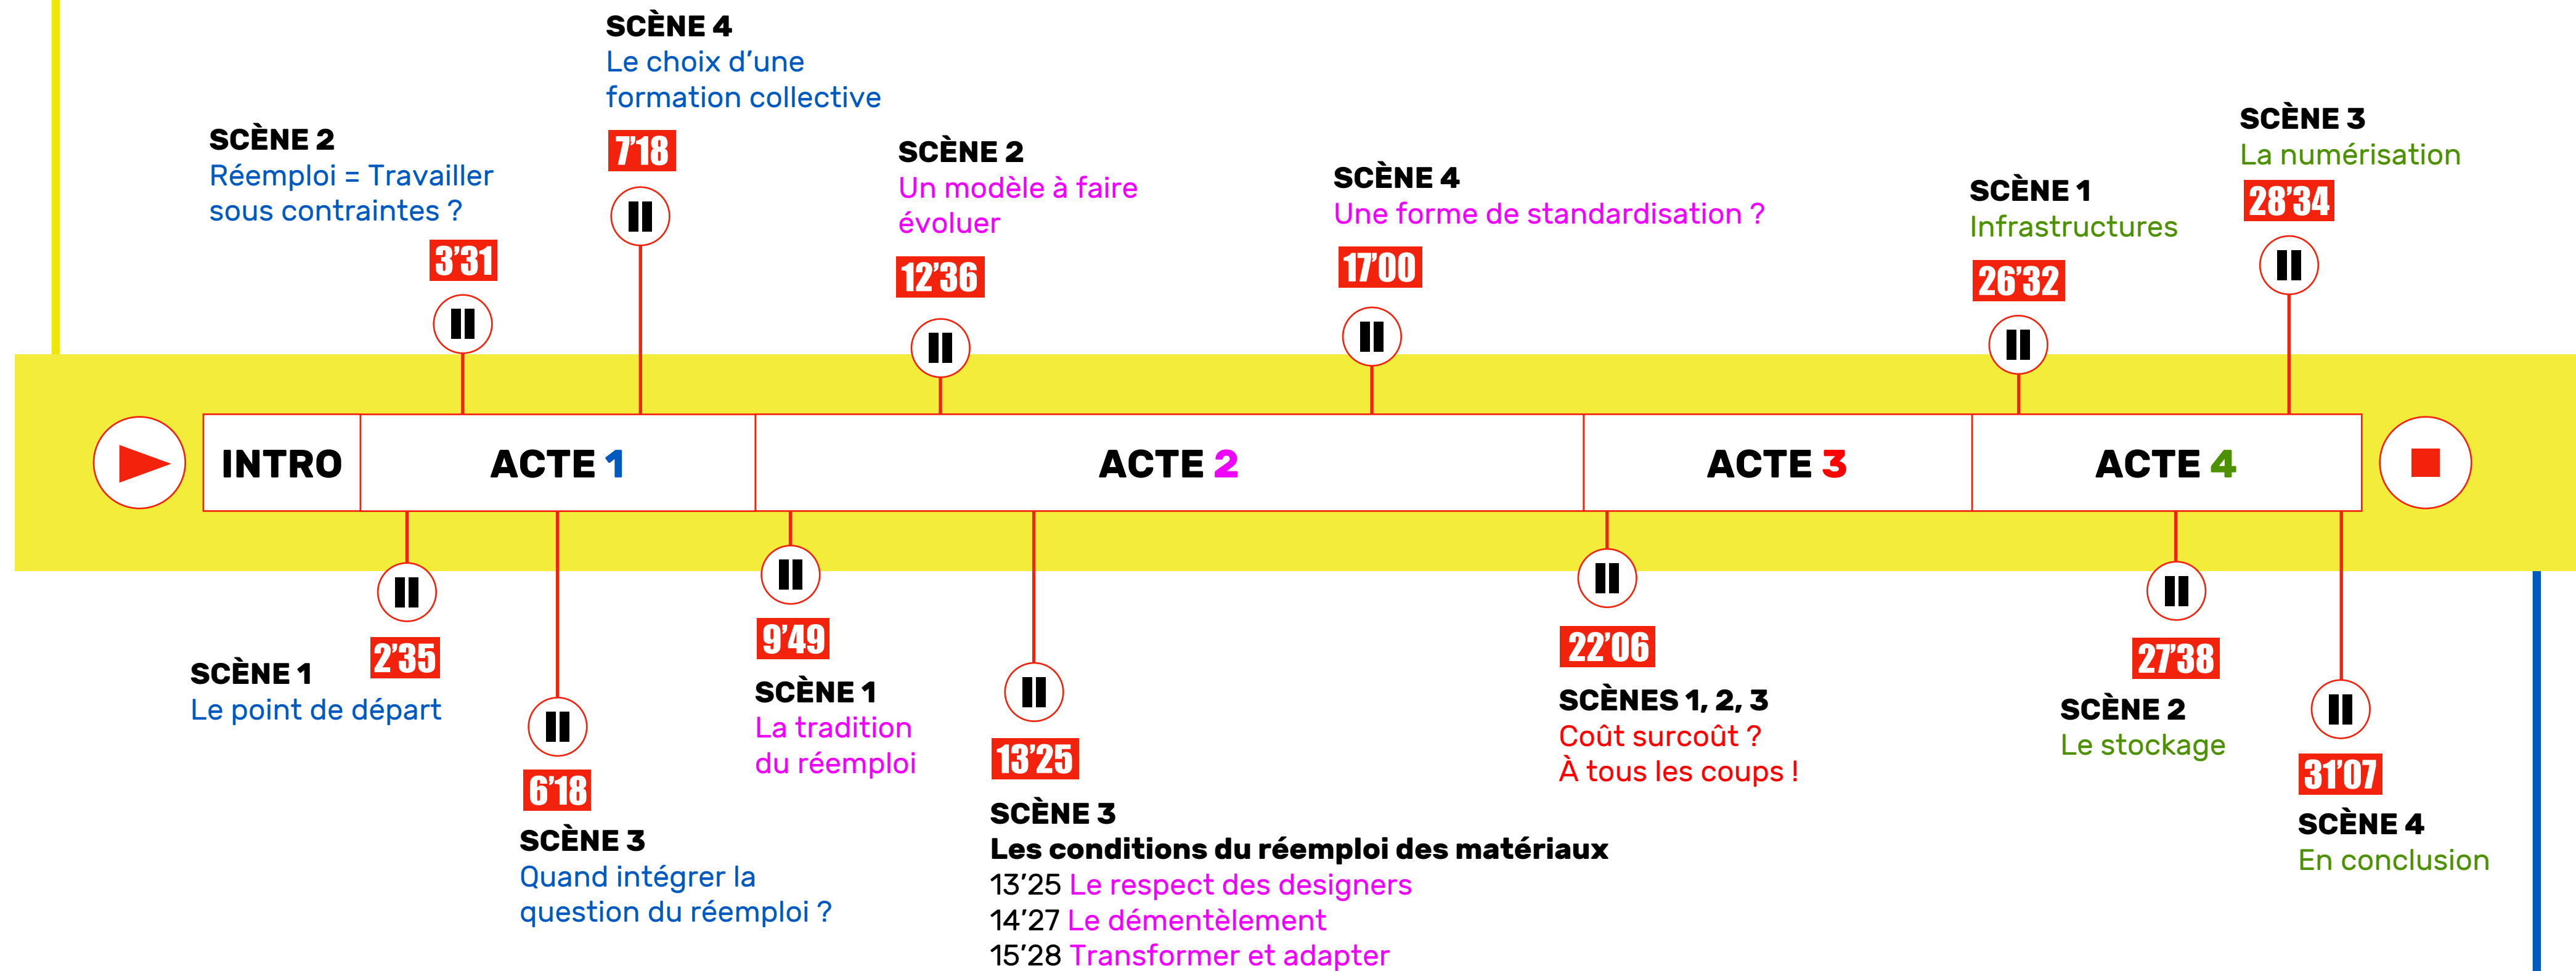 SCÈNE 4
Le choix d’une
formation collective
7’18
SCÈNE 2
Réemploi = Travailler
sous contraintes ?
3’31
SCÈNE 2
Un modèle à faire
évoluer
12’36
SCÈNE 4
Une forme de standardisation ?
17’00
SCÈNE 1
Infrastructures
26’32
SCÈNE 3
La numérisation
28’34
INTRO
ACTE 1
ACTE 2
ACTE 3
ACTE 4
2’35
SCÈNE 1
Le point de départ
6’18
SCÈNE 3
Quand intégrer la
question du réemploi ?
9’49
SCÈNE 1
La tradition
du réemploi
13’25
SCÈNE 3
Les conditions du réemploi des matériaux
13’25 Le respect des designers
14’27 Le démentèlement
15’28 Transformer et adapter
22’06
SCÈNES 1, 2, 3
Coût surcoût ?
À tous les coups !
27’38
SCÈNE 2
Le stockage
31’07
SCÈNE 4
En conclusion